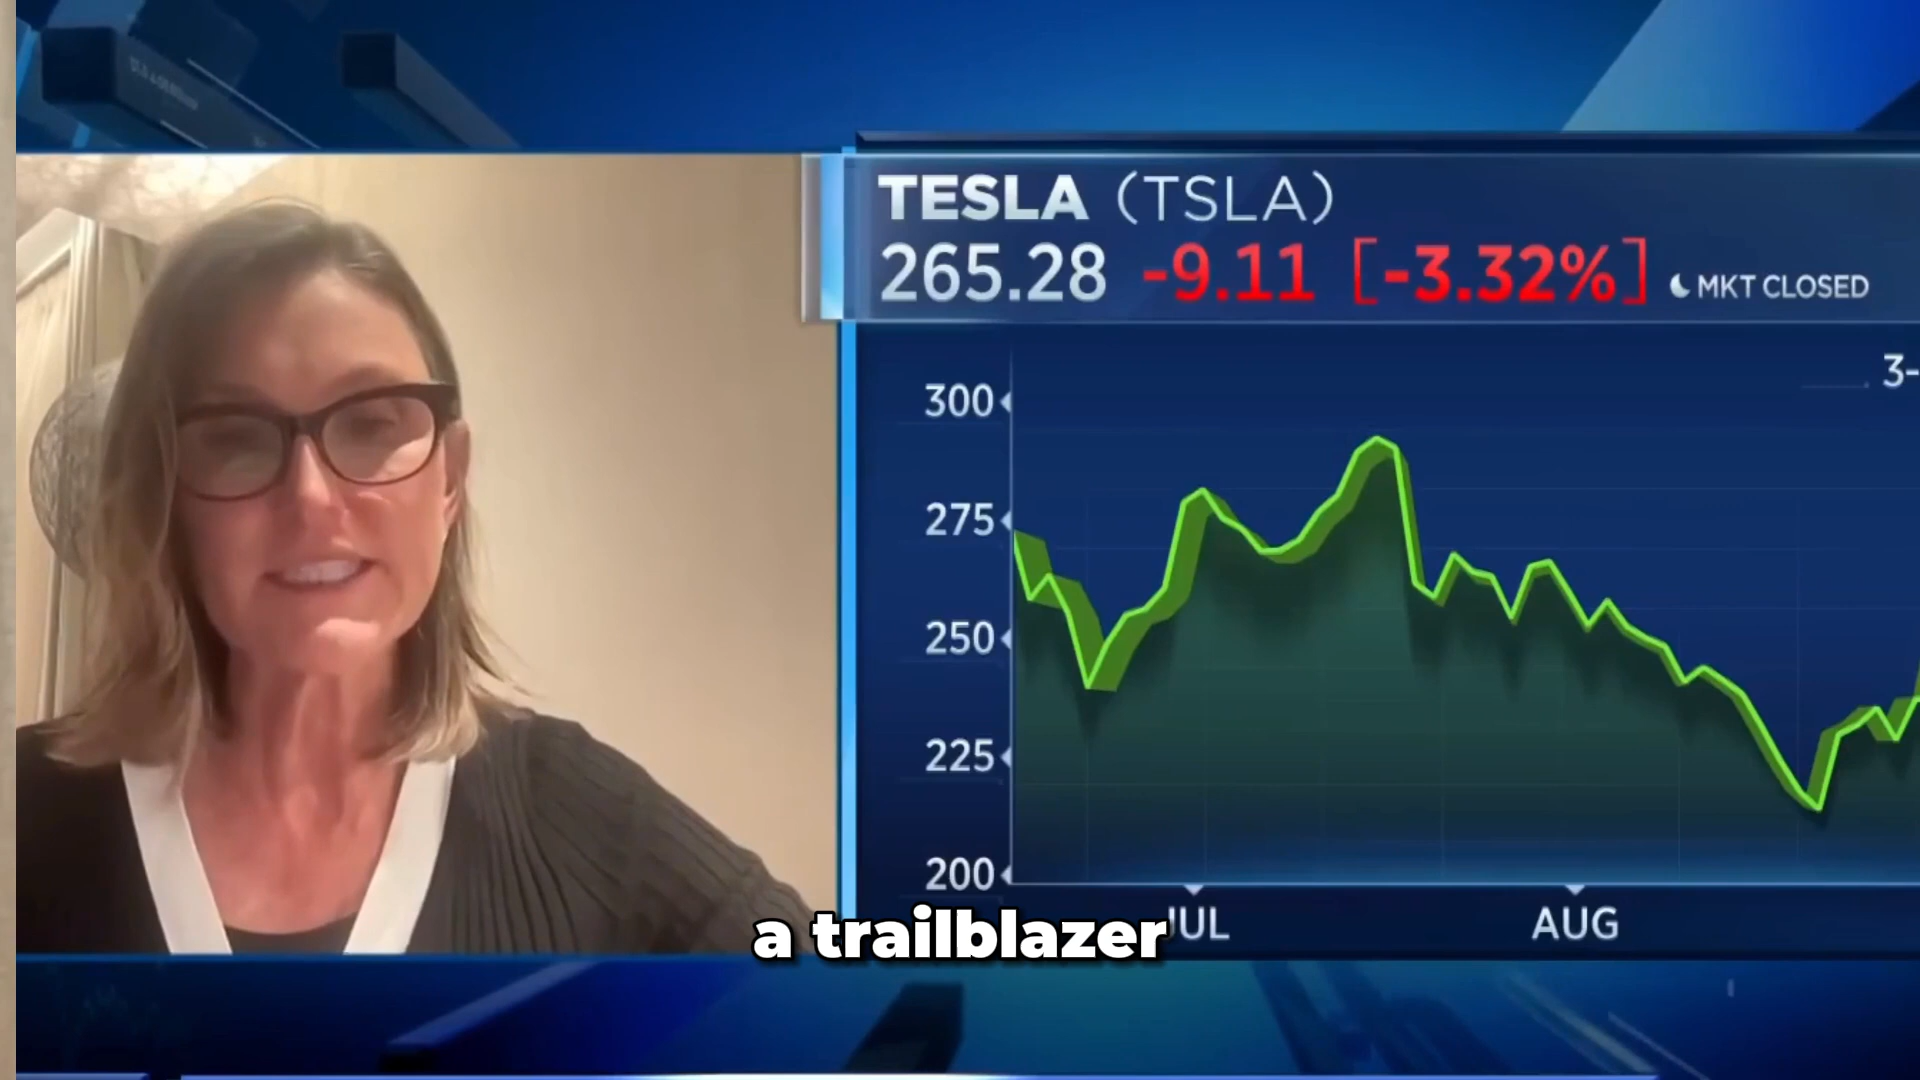 TESLA (TSLA)
265.28 -9.11 [-3.32%] MKT CLOSED
3-
300
275
250
225
200
JUL AUG
a trailblazer